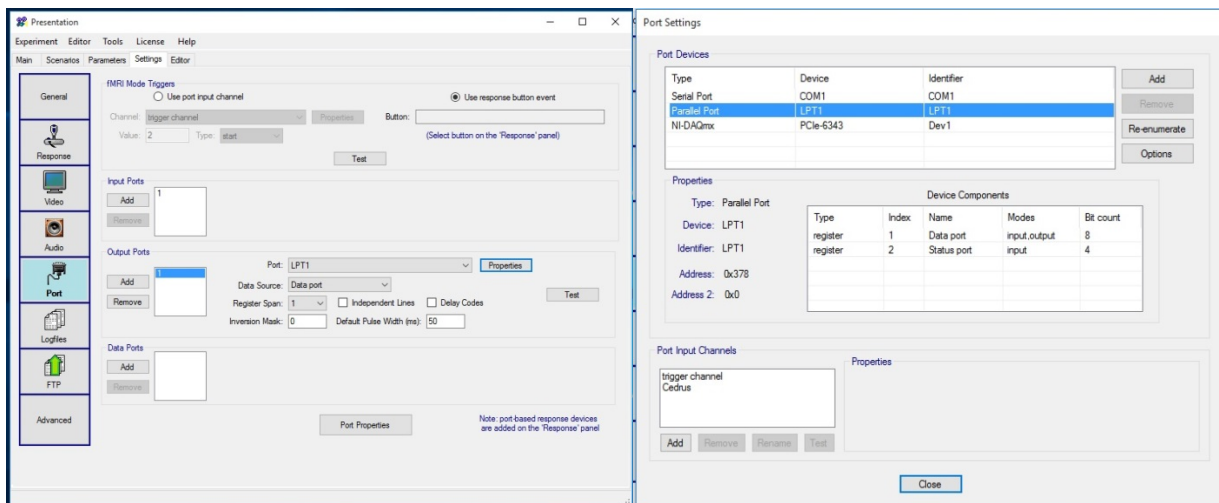 Presentation
Experiment Editor Tools License Help
Main Scenarios Parameters Settings Editor
General
Response
Video
Audio
Port
Logfiles
FTP
Advanced
fMRI Mode Triggers
Use port input channel
Use response button event
Channel: trigger channel Properties Button:
Value: 2 Type: start (Select button on the 'Response' panel)
Test
Input Ports
Add 1
Remove
Output Ports
Add 1
Remove
Port: LPT1 Properties
Data Source: Data port
Register Span: 1 Independent Lines Delay Codes Test
Inversion Mask: 0 Default Pulse Width (ms): 50
Data Ports
Add
Remove
Port Properties
Note: port-based response devices
are added on the 'Response' panel
Port Settings
Port Devices
Type Device Identifier
Serial Port COM1 COM1
Parallel Port LPT1 LPT1
NI-DAQmx PCIe-6343 Dev1
Add
Remove
Re-enumerate
Options
Properties
Type: Parallel Port
Device: LPT1
Identifier: LPT1
Address: 0x378
Address 2: 0x0
Device Components
Type Index Name Modes Bit count
register 1 Data port input,output 8
register 2 Status port input 4
Port Input Channels
trigger channel
Cedrus
Add Remove Rename Test
Properties
Close